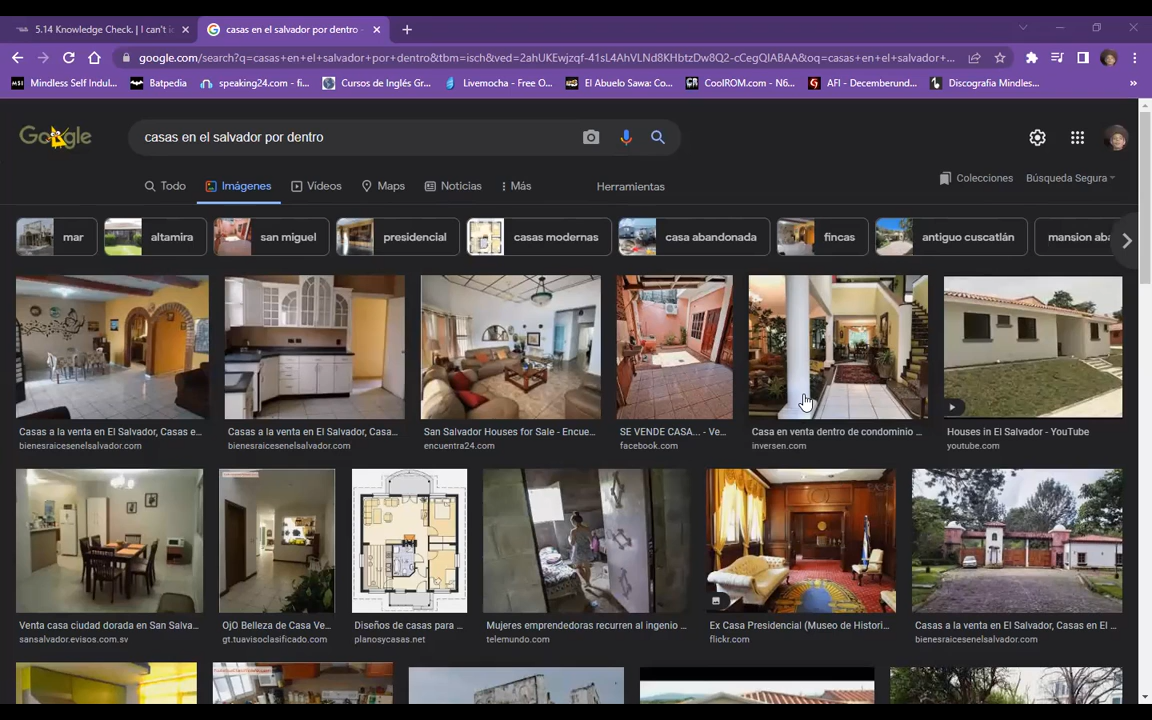 5.14 Knowledge Check. | I can't i
casas en el salvador por dentro
google.com/search?q=casas+en+el+salvador+por+dentro&tbm=isch&ved=2ahUKEwjzqf-41sL4AhVLNd8KHbtzDw8Q2-cCegQIABAA&oq=casas+en+el+salvador+...
Mindless Self Indul...
Batpedia
speaking24.com - fi...
Cursos de Inglés Gr...
Livemocha - Free O...
El Abuelo Sawa: Co...
CoolROM.com - N6...
AFI - Decemberund...
Discografia Mindles...
Google
casas en el salvador por dentro
Todo
Imágenes
Videos
Maps
Noticias
Más
Herramientas
Colecciones
Búsqueda Segura
mar
altamira
san miguel
presidencial
casas modernas
casa abandonada
fincas
antiguo cuscatlán
mansion aba
Casas a la venta en El Salvador, Casas e...
bienesraicesenelsalvador.com
Casas a la venta en El Salvador, Casa...
bienesraicesenelsalvador.com
San Salvador Houses for Sale - Encue...
encuentra24.com
SE VENDE CASA... - Ve...
facebook.com
Casa en venta dentro de condominio ...
inversen.com
Houses in El Salvador - YouTube
youtube.com
Venta casa ciudad dorada en San Salva...
sansalvador.evisos.com.sv
OjO Belleza de Casa Ve...
gt.tuavisoclasificado.com
Diseños de casas para ...
planosycasas.net
Mujeres emprendedoras recurren al ingenio ...
telemundo.com
Ex Casa Presidencial (Museo de Histori...
flickr.com
Casas a la venta en El Salvador, Casas en El ...
bienesraicesenelsalvador.com